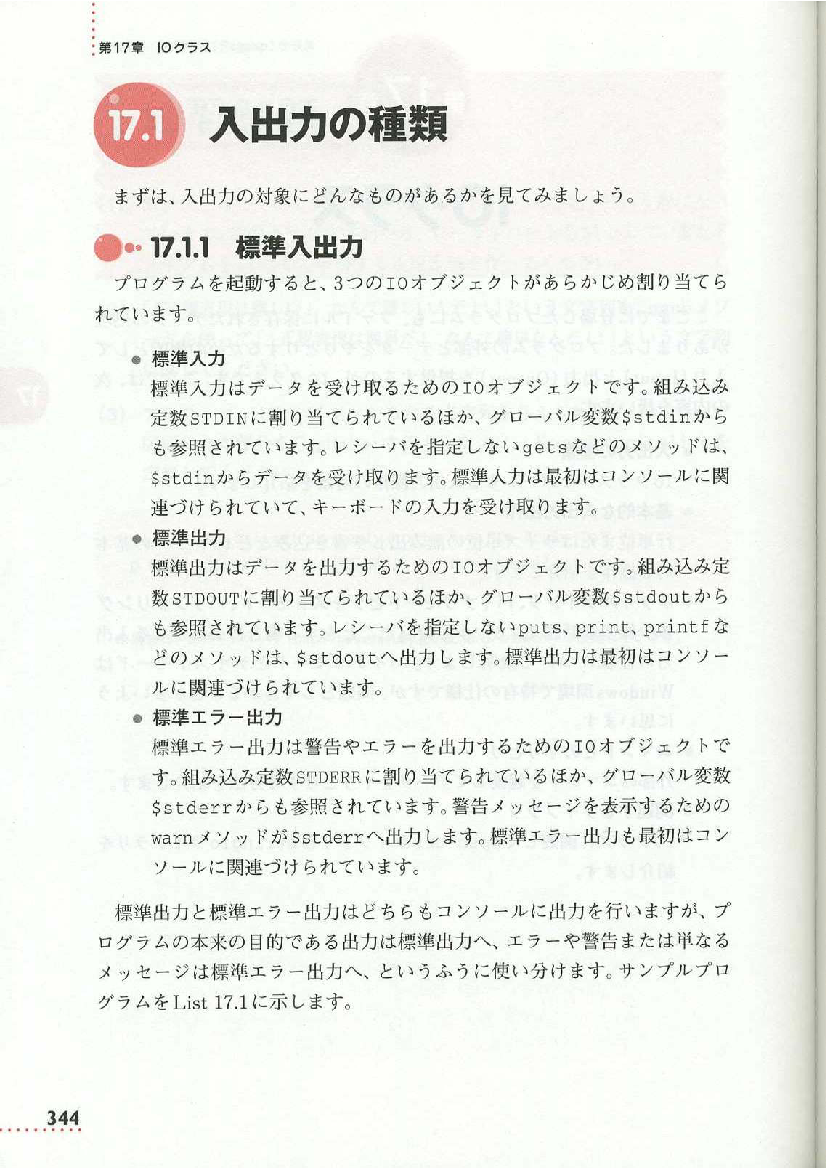 第17章 IOクラス
17.1 入出力の種類
まずは、入出力の対象にどんなものがあるかを見てみましょう。
17.1.1 標準入出力
プログラムを起動すると、3つのIOオブジェクトがあらかじめ割り当てら
れています。
● 標準入力
標準入力はデータを受け取るためのIOオブジェクトです。組み込み
定数STDINに割り当てられているほか、グローバル変数$stdinから
も参照されています。レシーバを指定しないgetsなどのメソッドは、
$stdinからデータを受け取ります。標準入力は最初はコンソールに関
連づけられていて、キーボードの入力を受け取ります。
● 標準出力
標準出力はデータを出力するためのIOオブジェクトです。組み込み定
数STDOUTに割り当てられているほか、グローバル変数$stdoutから
も参照されています。レシーバを指定しないputs、print、printfな
どのメソッドは、$stdoutへ出力します。標準出力は最初はコンソー
ルに関連づけられています。
● 標準エラー出力
標準エラー出力は警告やエラーを出力するためのIOオブジェクトで
す。組み込み定数STDERRに割り当てられているほか、グローバル変数
$stderrからも参照されています。警告メッセージを表示するための
warnメソッドが$stderrへ出力します。標準エラー出力も最初はコン
ソールに関連づけられています。
標準出力と標準エラー出力はどちらもコンソールに出力を行いますが、プ
ログラムの本来の目的である出力は標準出力へ、エラーや警告または単なる
メッセージは標準エラー出力へ、というふうに使い分けます。サンプルプロ
グラムをList 17.1に示します。
344